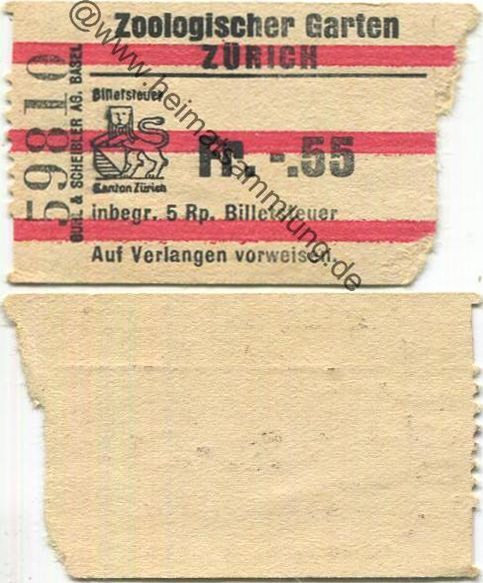 Zoologischer Garten
ZÜRICH
59810
BUBL & SCHEIBLER AG. BASEL
Billetsteuer
Kanton Zürich
Fr. -.55
inbegr. 5 Rp. Billetsteuer
Auf Verlangen vorweisen.
@www.heimatsammlung.de